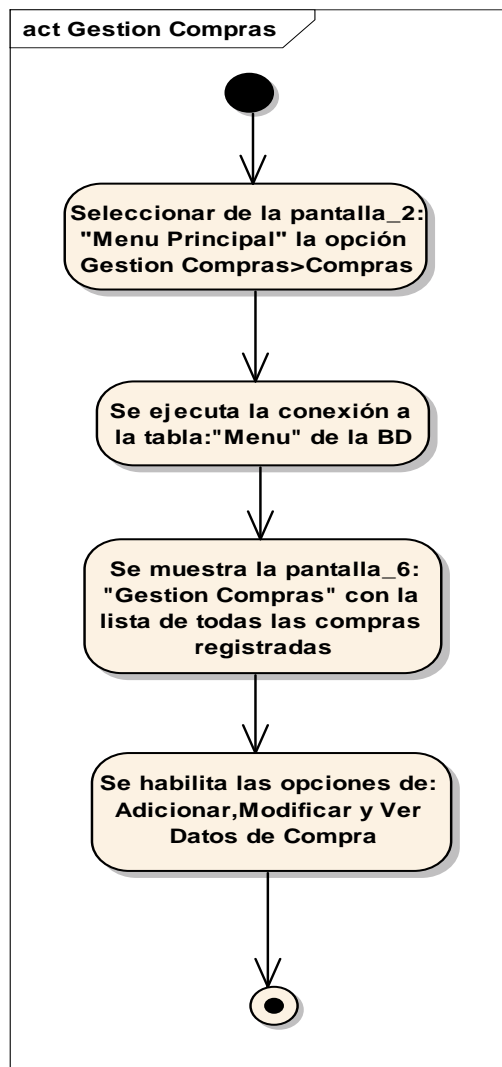 act Gestion Compras
Seleccionar de la pantalla_2:
"Menu Principal" la opción
Gestion Compras>Compras
Se ejecuta la conexión a
la tabla:"Menu" de la BD
Se muestra la pantalla_6:
"Gestion Compras" con la
lista de todas las compras
registradas
Se habilita las opciones de:
Adicionar,Modificar y Ver
Datos de Compra